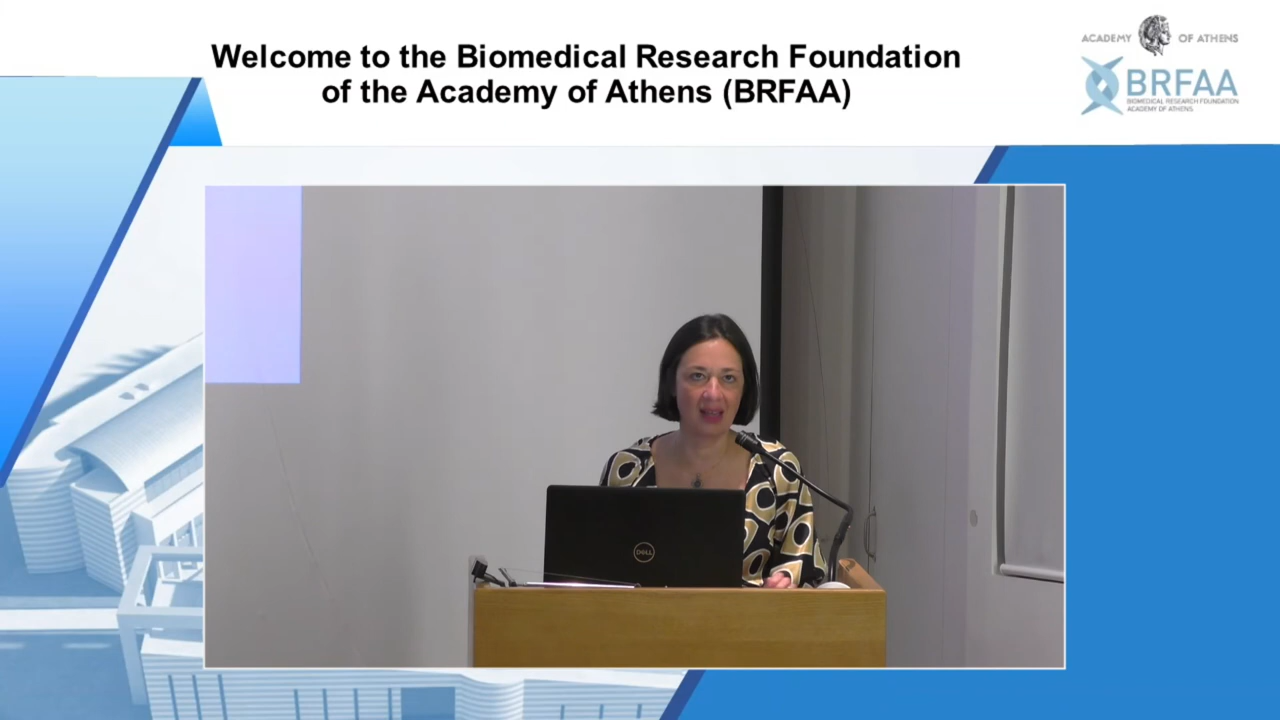 Welcome to the Biomedical Research Foundation
of the Academy of Athens (BRFAA)
ACADEMY OF ATHENS
BRFAA
BIOMEDICAL RESEARCH FOUNDATION
ACADEMY OF ATHENS
DELL